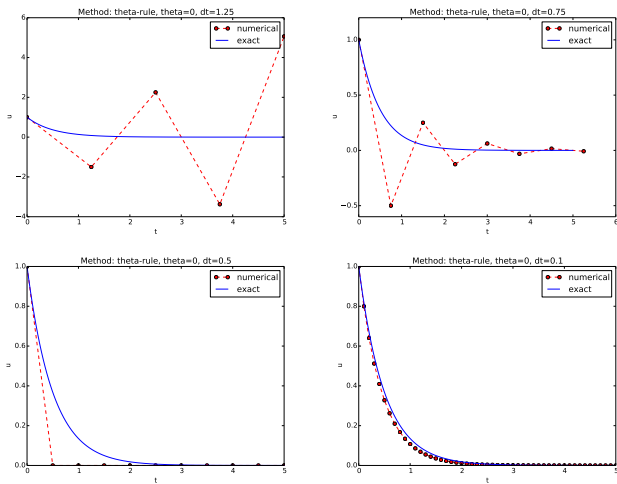 Method: theta-rule, theta=0, dt=1.25
6
4
2
0
−2
−4
u
numerical
exact
0 1 2 3 4 5
t
Method: theta-rule, theta=0, dt=0.75
1.0
0.5
0.0
−0.5
u
numerical
exact
0 1 2 3 4 5 6
t
Method: theta-rule, theta=0, dt=0.5
1.0
0.8
0.6
0.4
0.2
0.0
u
numerical
exact
0 1 2 3 4 5
t
Method: theta-rule, theta=0, dt=0.1
1.0
0.8
0.6
0.4
0.2
0.0
u
numerical
exact
0 1 2 3 4 5
t